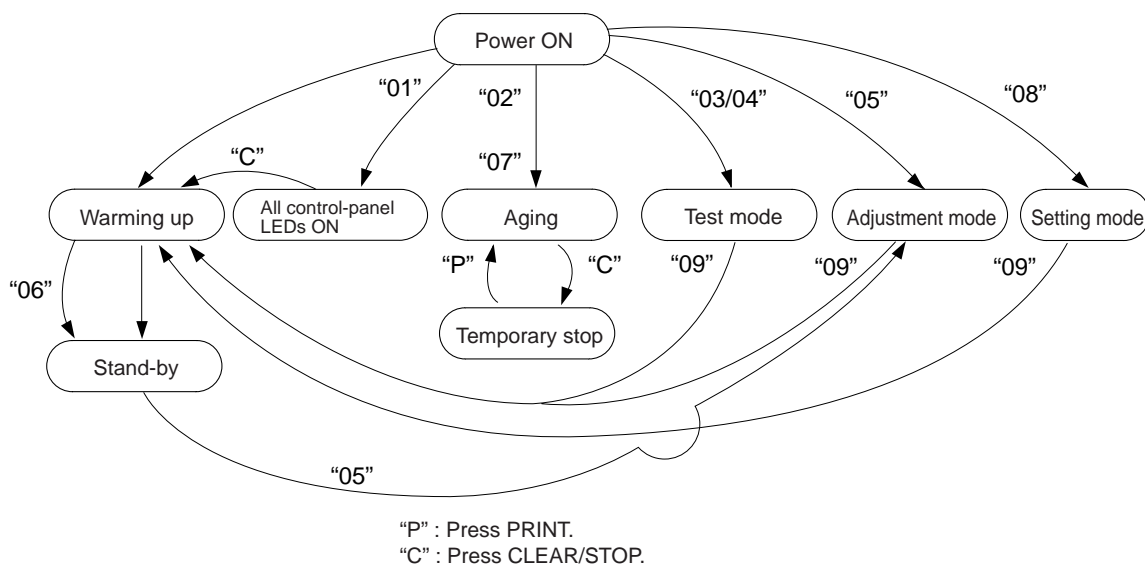 Power ON
“01”
“02”
“03/04”
“05”
“08”
“C”
“07”
Warming up
All control-panel
LEDs ON
Aging
Test mode
Adjustment mode
Setting mode
“06”
“P”
“C”
“09”
“09”
“09”
Temporary stop
Stand-by
“05”
“P” : Press PRINT.
“C” : Press CLEAR/STOP.